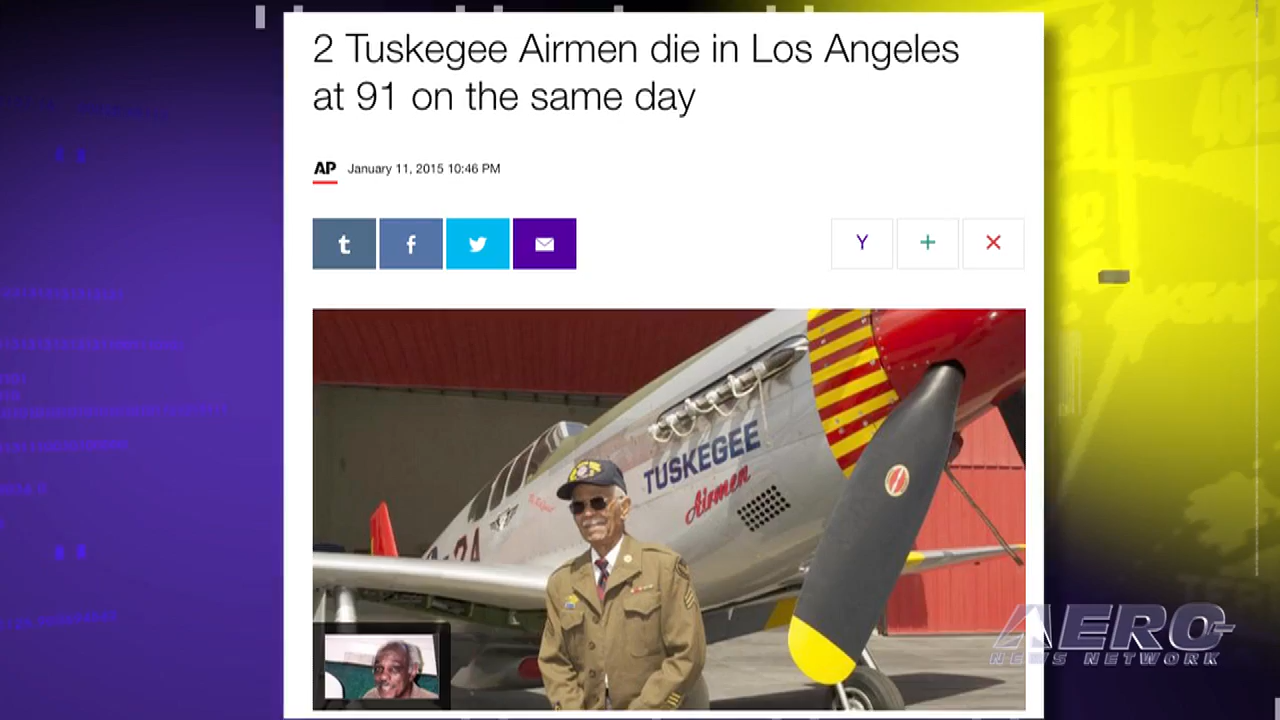 2 Tuskegee Airmen die in Los Angeles
at 91 on the same day
AP January 11, 2015 10:46 PM
t f Y + ✕
TUSKEGEE
Airmen
24
AERO
NEWS NETWORK